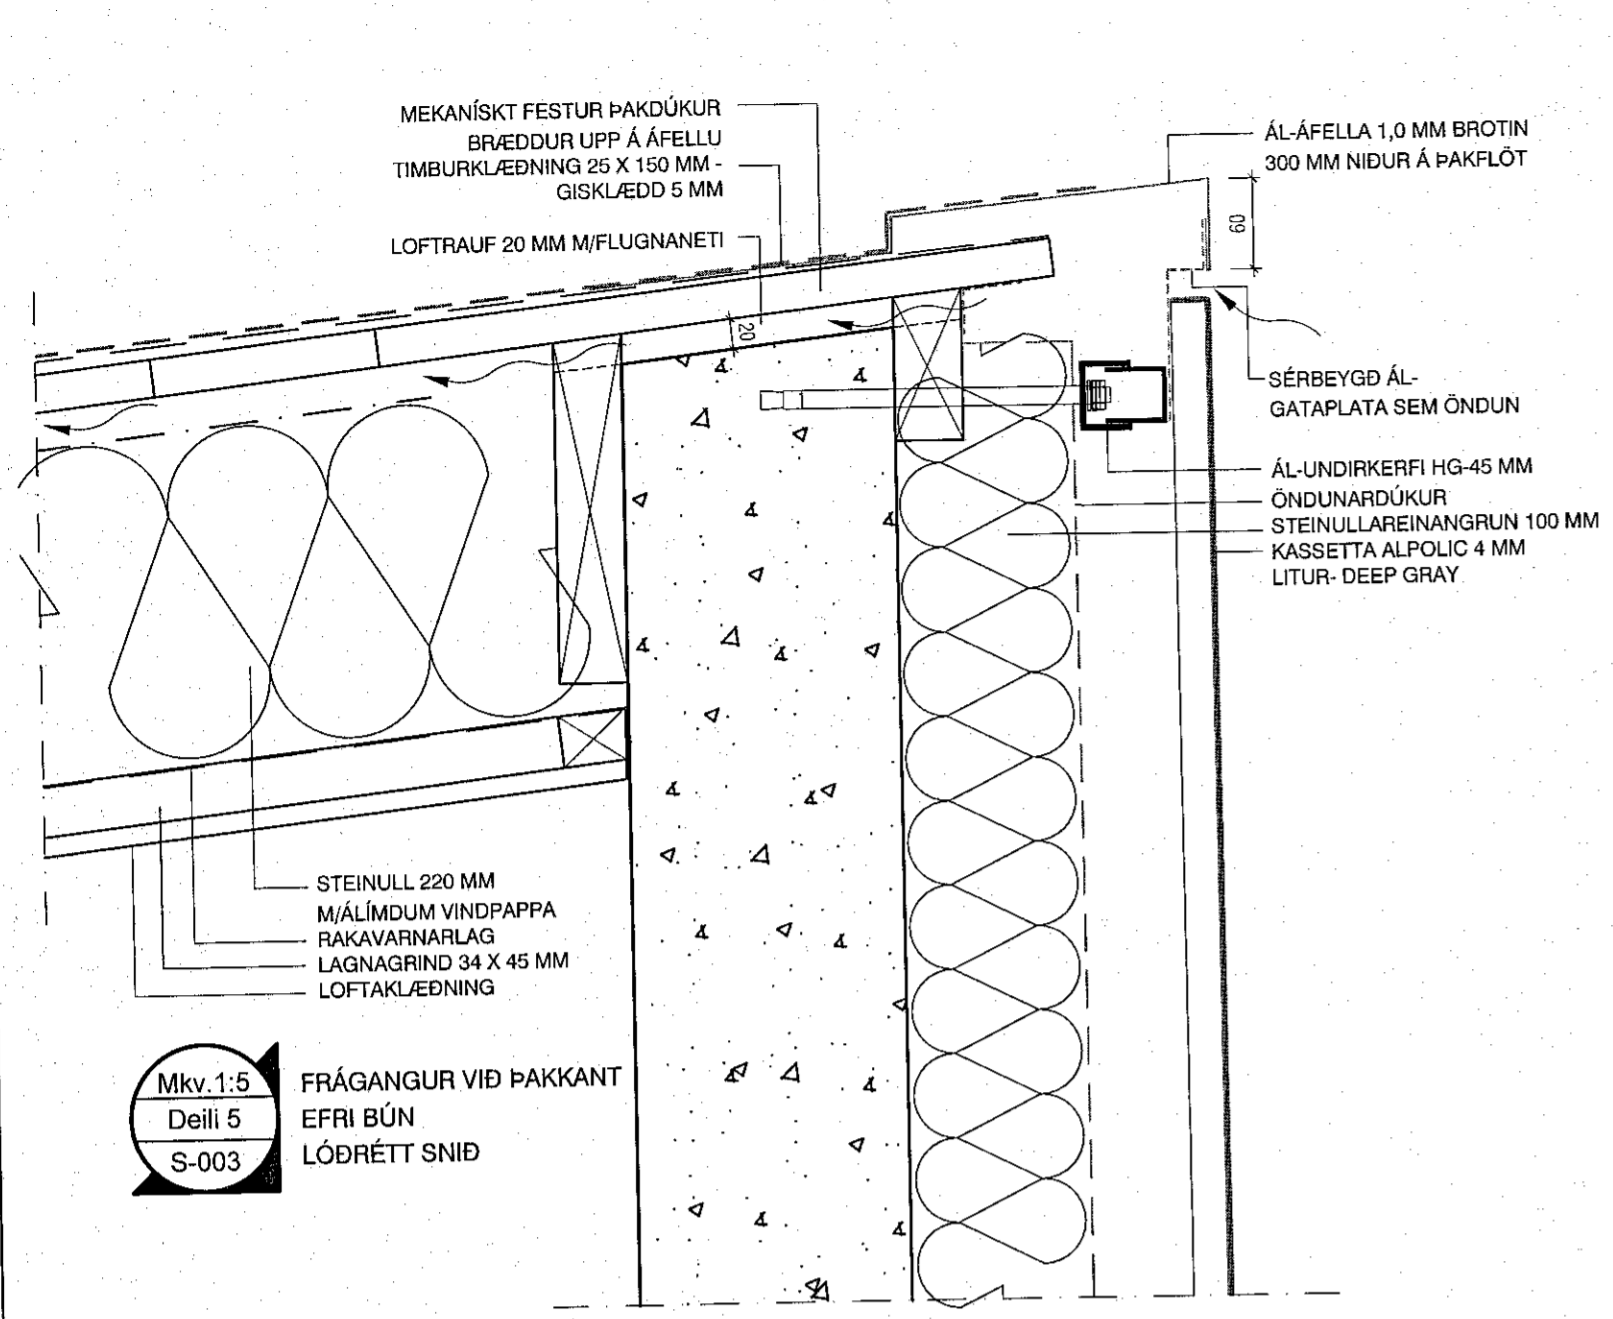 MEKANÍSKT FESTUR ÞAKDÚKUR
BRÆDDUR UPP Á ÁFELLU
TIMBURKLÆÐNING 25 X 150 MM -
GISKLÆDD 5 MM
LOFTRAUF 20 MM M/FLUGNANETI
ÁL-ÁFELLA 1,0 MM BROTIN
300 MM NIÐUR Á ÞAKFLÖT
60
20
SÉRBEYGÐ ÁL-
GATAPLATA SEM ÖNDUN
ÁL-UNDIRKERFI HG-45 MM
ÖNDUNARDÚKUR
STEINULLAREINANGRUN 100 MM
KASSETTA ALPOLIC 4 MM
LITUR- DEEP GRAY
STEINULL 220 MM
M/ÁLÍMDUM VINDPAPPA
RAKAVARNARLAG
LAGNAGRIND 34 X 45 MM
LOFTAKLÆÐNING
Mkv.1:5
Deili 5
S-003
FRÁGANGUR VIÐ ÞAKKANT
EFRI BÚN
LÓÐRÉTT SNIÐ